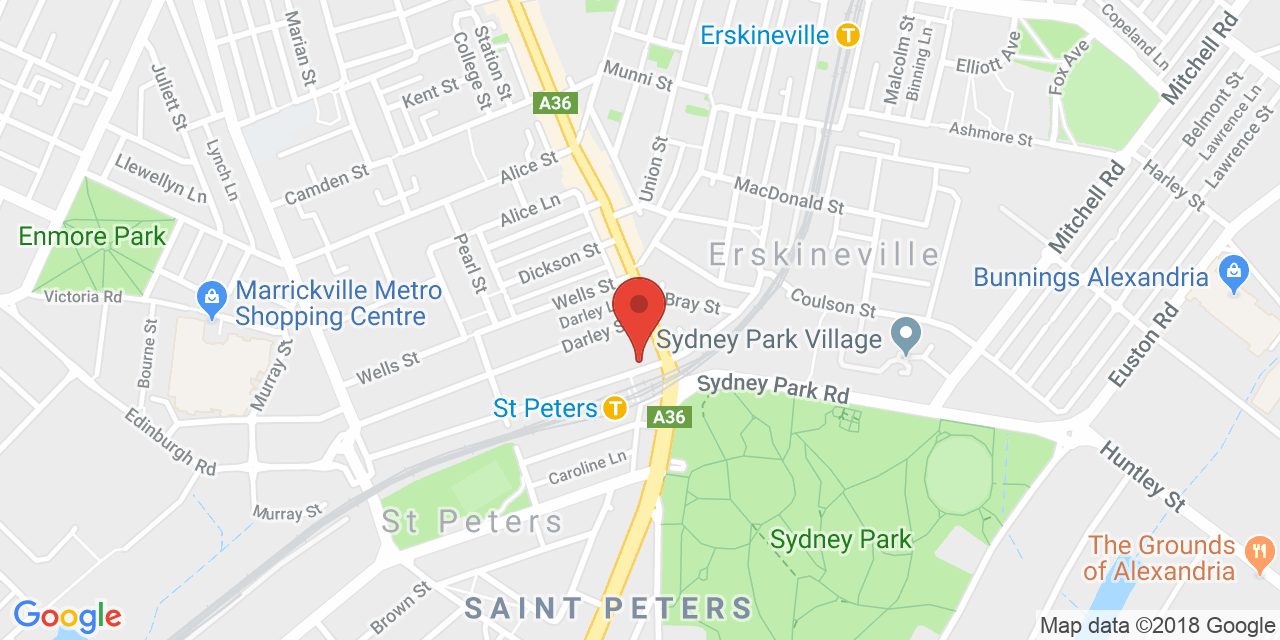 Erskineville
Copeland Ln
Mitchell Rd
Marian St
Station St
College St
Malcolm St
Binning Ln
Elliott Ave
Fox Ave
Munni St
Kent St
A36
Juliett St
Belmont St
Lawrence Ln
Lawrence St
Ashmore St
Lynch Ln
Llewellyn Ln
Alice St
Union St
Camden St
MacDonald St
Mitchell Rd
Harley St
Alice Ln
Enmore Park
Erskineville
Pearl St
Dickson St
Bunnings Alexandria
Victoria Rd
Marrickville Metro
Shopping Centre
Wells St
Bray St
Coulson St
Darley L
Darley S
Sydney Park Village
Euston Rd
Bourne St
Murray St
Wells St
Sydney Park Rd
St Peters
A36
Edinburgh Rd
Caroline Ln
Huntley St
Murray St
St Peters
Sydney Park
The Grounds
of Alexandria
Brown St
SAINT PETERS
Google
Map data ©2018 Google